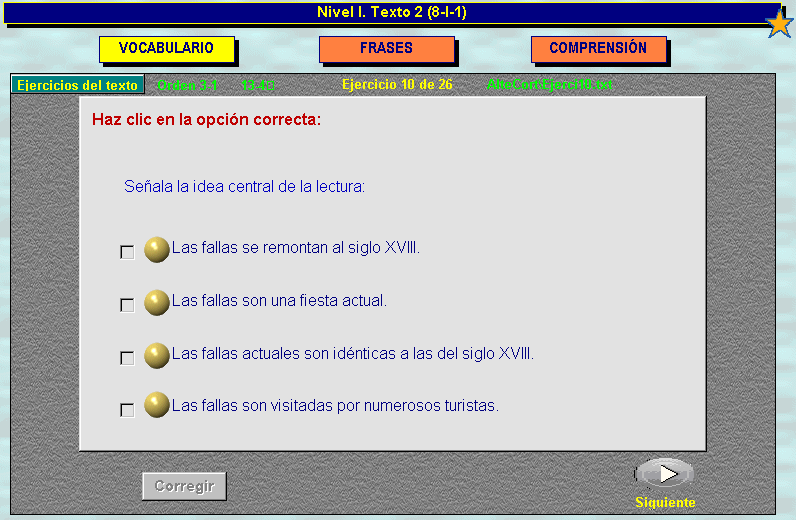 Nivel I. Texto 2 (8-I-1)
VOCABULARIO FRASES COMPRENSIÓN
Ejercicios del texto Orden 3-1 13-1 Ejercicio 10 de 26
Haz clic en la opción correcta:
Señala la idea central de la lectura:
Las fallas se remontan al siglo XVIII.
Las fallas son una fiesta actual.
Las fallas actuales son idénticas a las del siglo XVIII.
Las fallas son visitadas por numerosos turistas.
Corregir
Siquiente